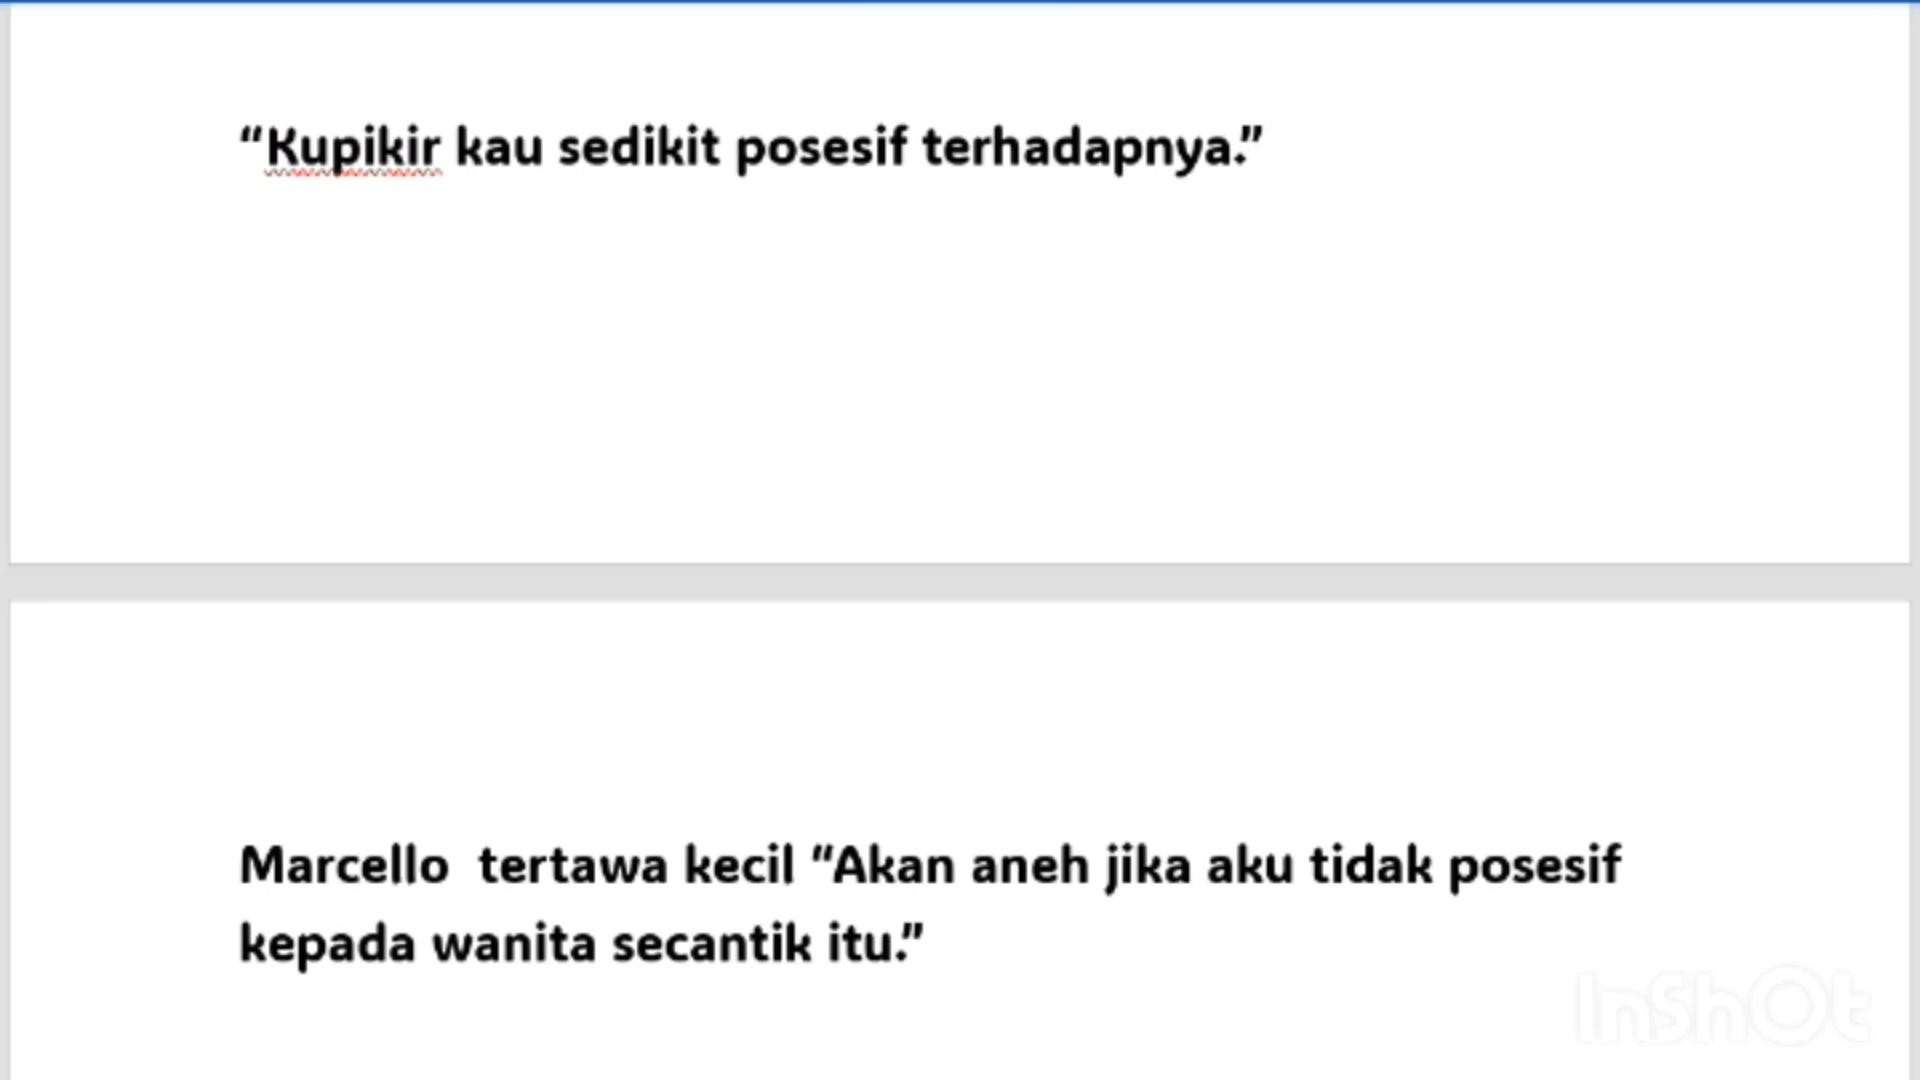 “Kupikir kau sedikit posesif terhadapnya.”
Marcello  tertawa kecil “Akan aneh jika aku tidak posesif
kepada wanita secantik itu.”
InShOt